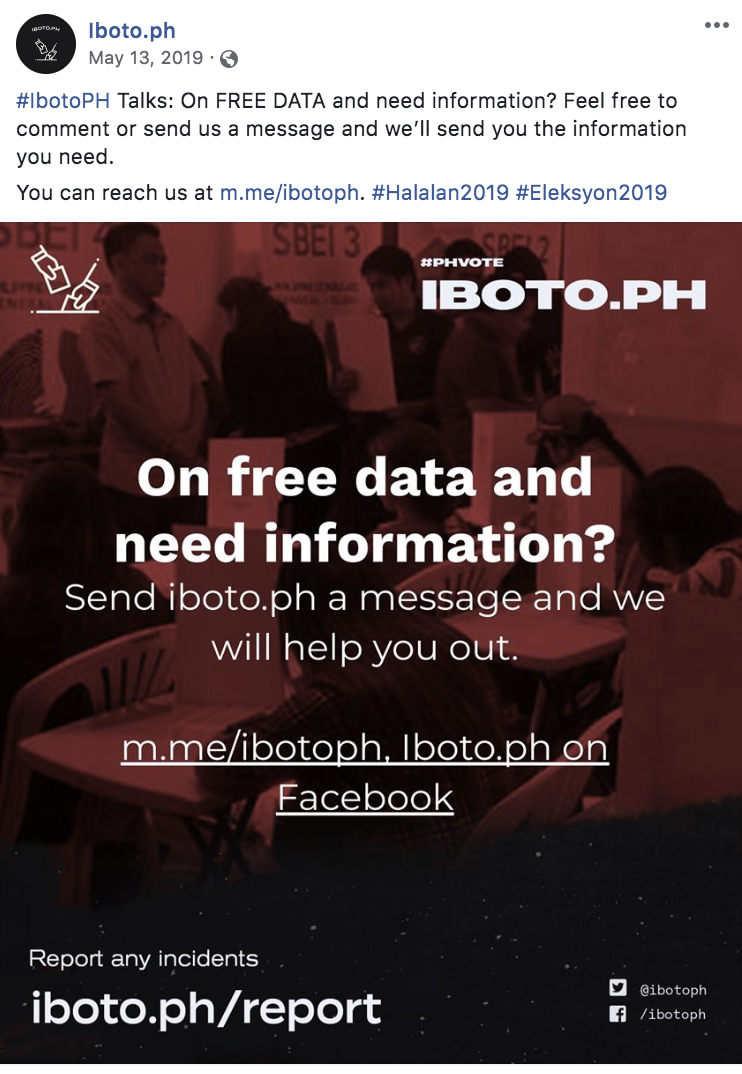 IBOTO.PH
Iboto.ph
May 13, 2019 ·
#IbotoPH Talks: On FREE DATA and need information? Feel free to
comment or send us a message and we’ll send you the information
you need.
You can reach us at m.me/ibotoph. #Halalan2019 #Eleksyon2019
SBEI 4
SBEI 3
SBEI 2
#PHVOTE
IBOTO.PH
On free data and
need information?
Send iboto.ph a message and we
will help you out.
m.me/ibotoph, Iboto.ph on
Facebook
Report any incidents
iboto.ph/report
@ibotoph
/ibotoph